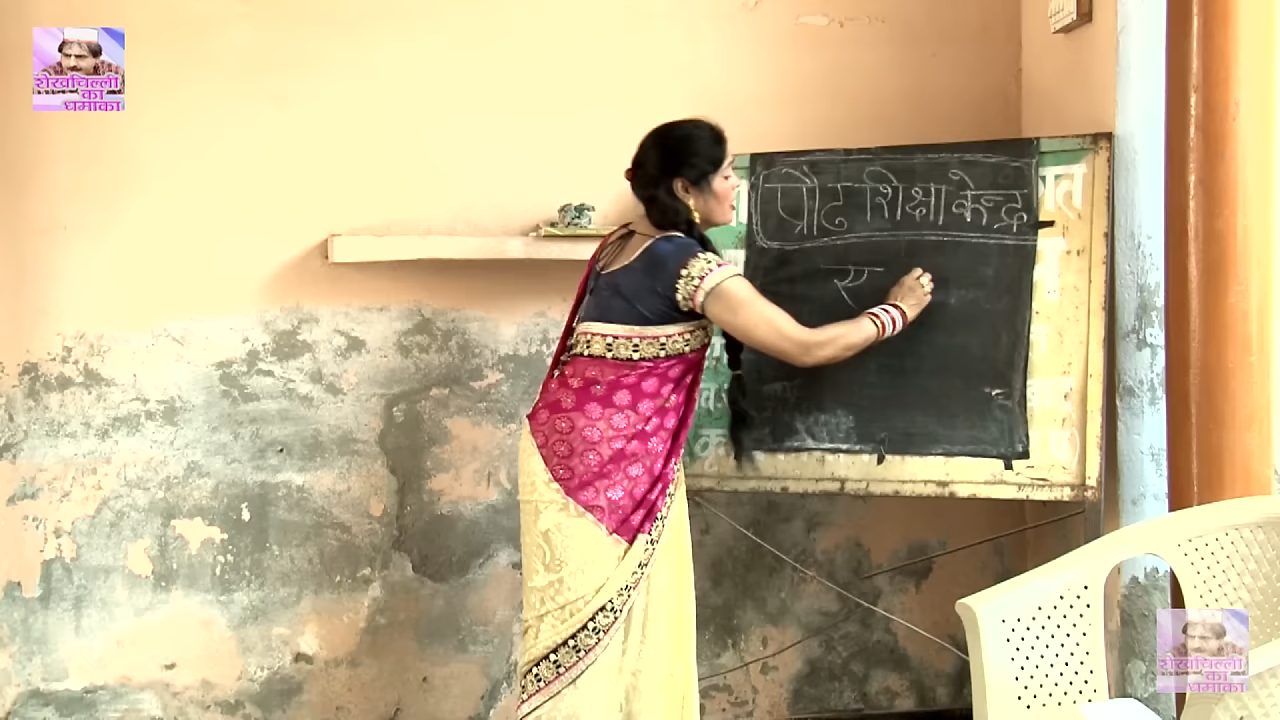 शेखचिल्ली
का
धमाका
प्रौढ शिक्षा केन्द्र
स
शेखचिल्ली
का
धमाका